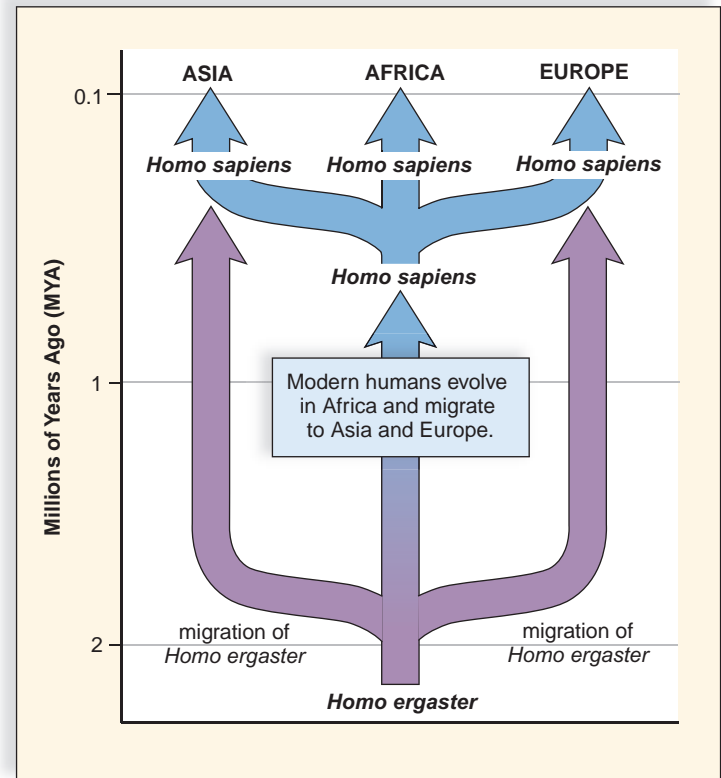 ASIA
AFRICA
EUROPE
0.1
Homo sapiens
Homo sapiens
Homo sapiens
Homo sapiens
Millions of Years Ago (MYA)
1
Modern humans evolve
in Africa and migrate
to Asia and Europe.
2
migration of
Homo ergaster
migration of
Homo ergaster
Homo ergaster